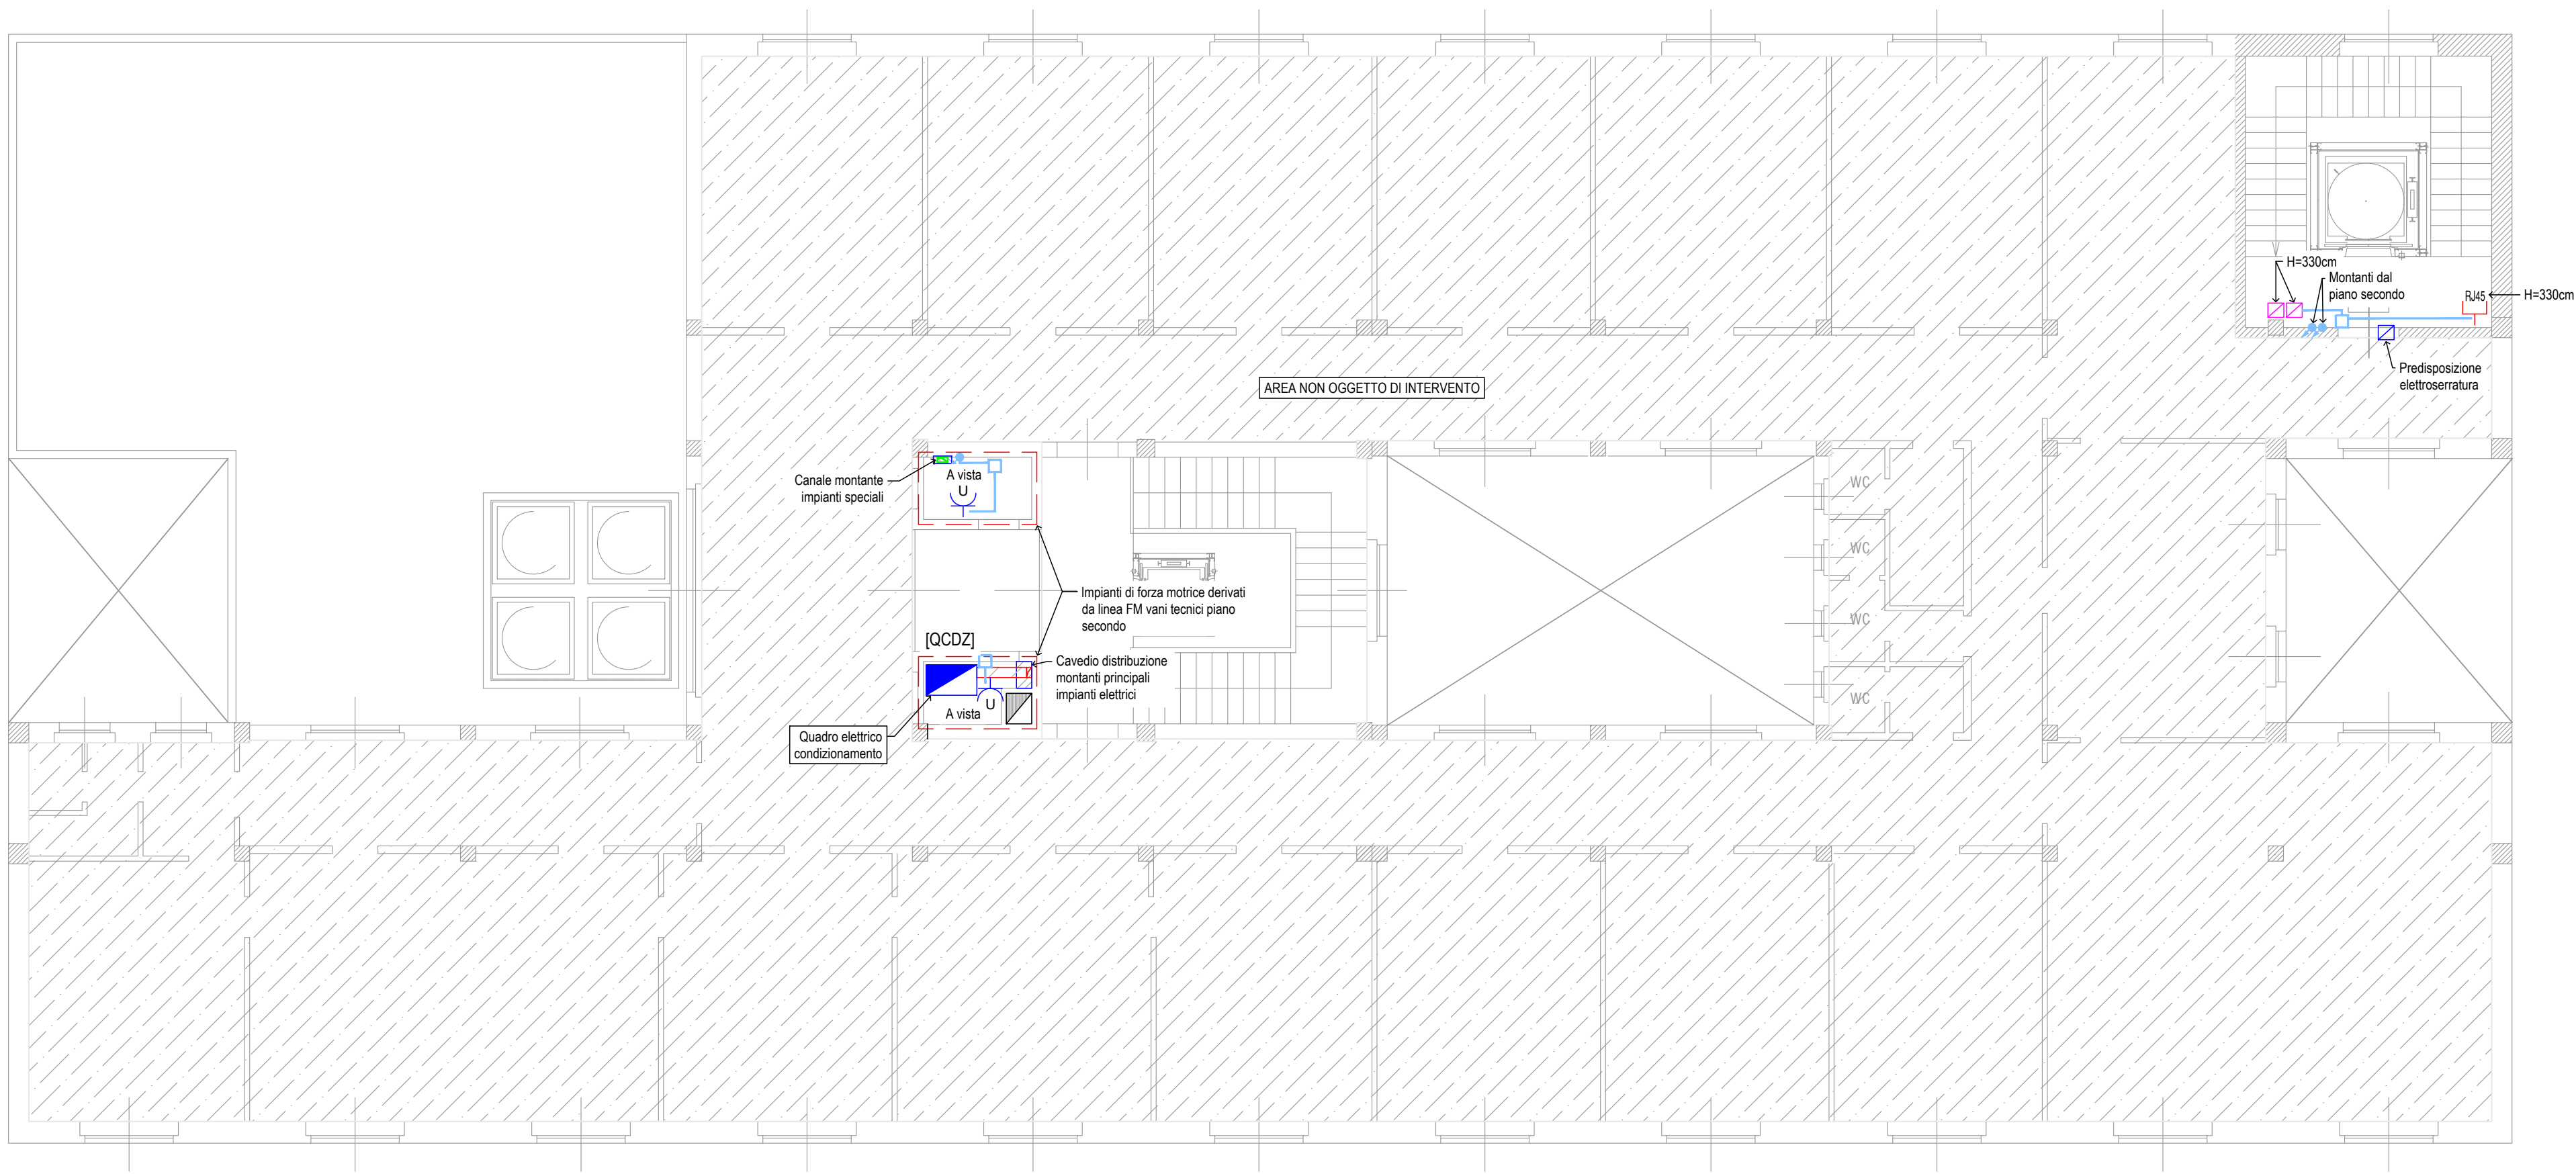 H=330cm
Montanti dal
piano secondo
RJ45
H=330cm
Predisposizione
elettroserratura
AREA NON OGGETTO DI INTERVENTO
Canale montante
impianti speciali
A vista
U
WC
WC
WC
WC
Impianti di forza motrice derivati
da linea FM vani tecnici piano
secondo
[QCDZ]
Cavedio distribuzione
montanti principali
impianti elettrici
U
A vista
Quadro elettrico
condizionamento